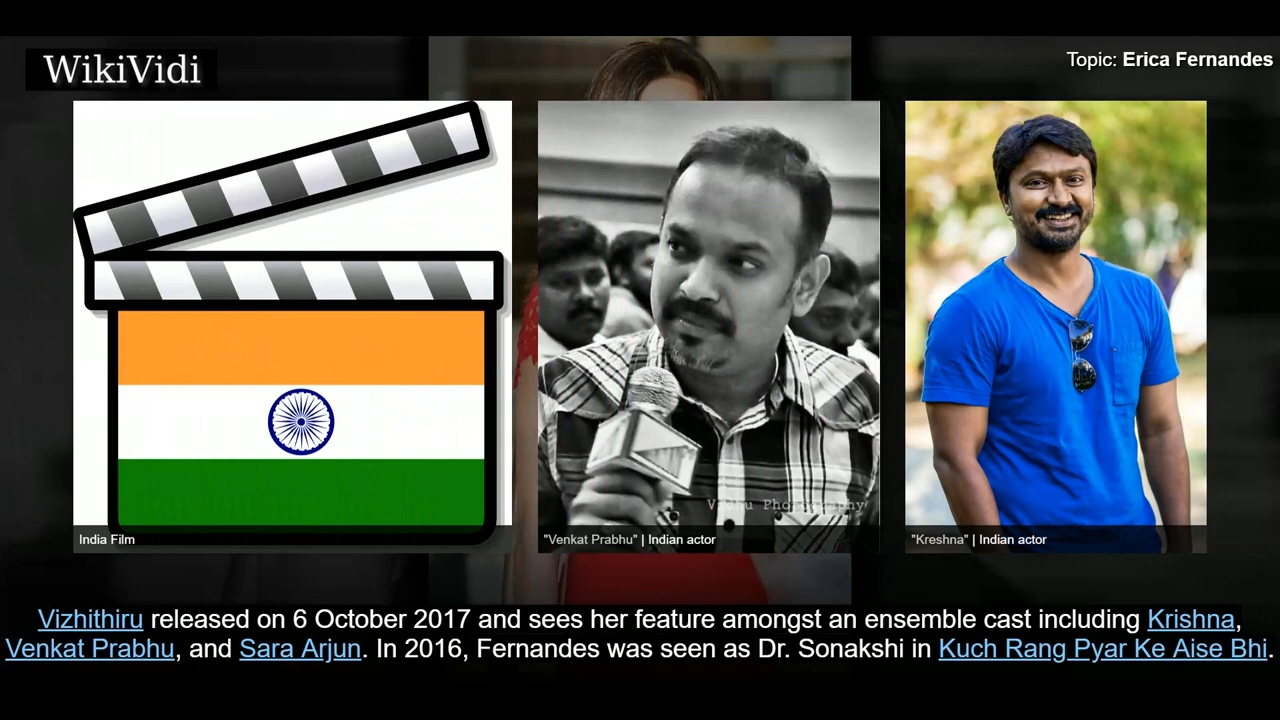 WikiVidi
Topic: Erica Fernandes
India Film
"Venkat Prabhu" | Indian actor
"Kreshna" | Indian actor
Vizhithiru released on 6 October 2017 and sees her feature amongst an ensemble cast including Krishna,
Venkat Prabhu, and Sara Arjun. In 2016, Fernandes was seen as Dr. Sonakshi in Kuch Rang Pyar Ke Aise Bhi.